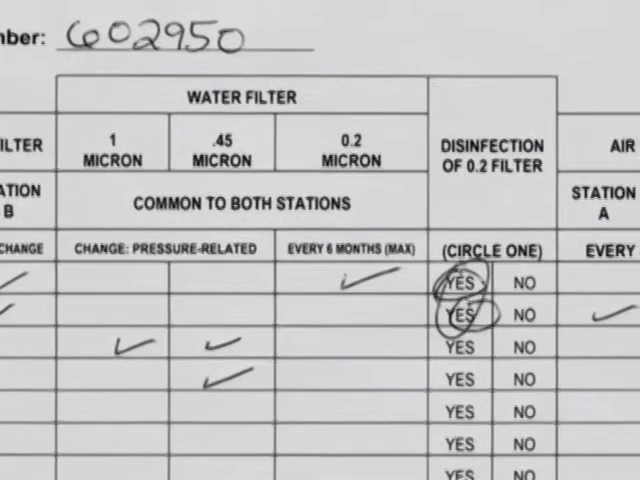 mber: 602950
WATER FILTER
ILTER 1 MICRON .45 MICRON 0.2 MICRON DISINFECTION OF 0.2 FILTER AIR
ATION B COMMON TO BOTH STATIONS STATION A
CHANGE CHANGE: PRESSURE-RELATED EVERY 6 MONTHS (MAX) (CIRCLE ONE) EVERY
✓ ✓ YES NO
✓ YES NO ✓
✓ ✓ YES NO
✓ YES NO
YES NO
YES NO
YES NO